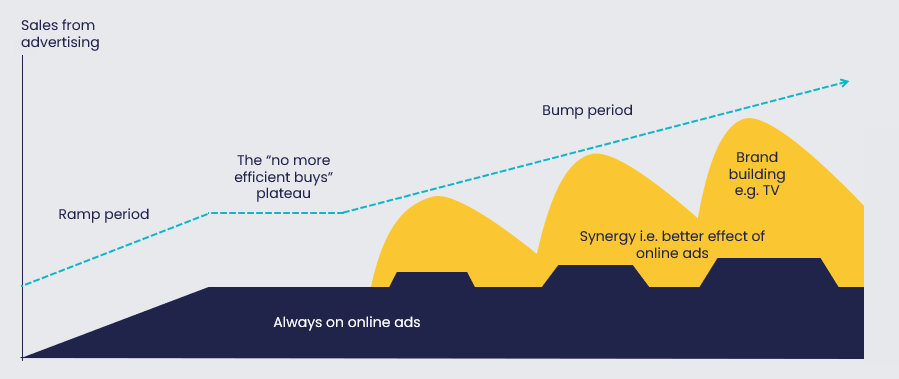 Sales from
advertising
Bump period
The “no more
efficient buys”
plateau
Brand
building
e.g. TV
Ramp period
Synergy i.e. better effect of
online ads
Always on online ads